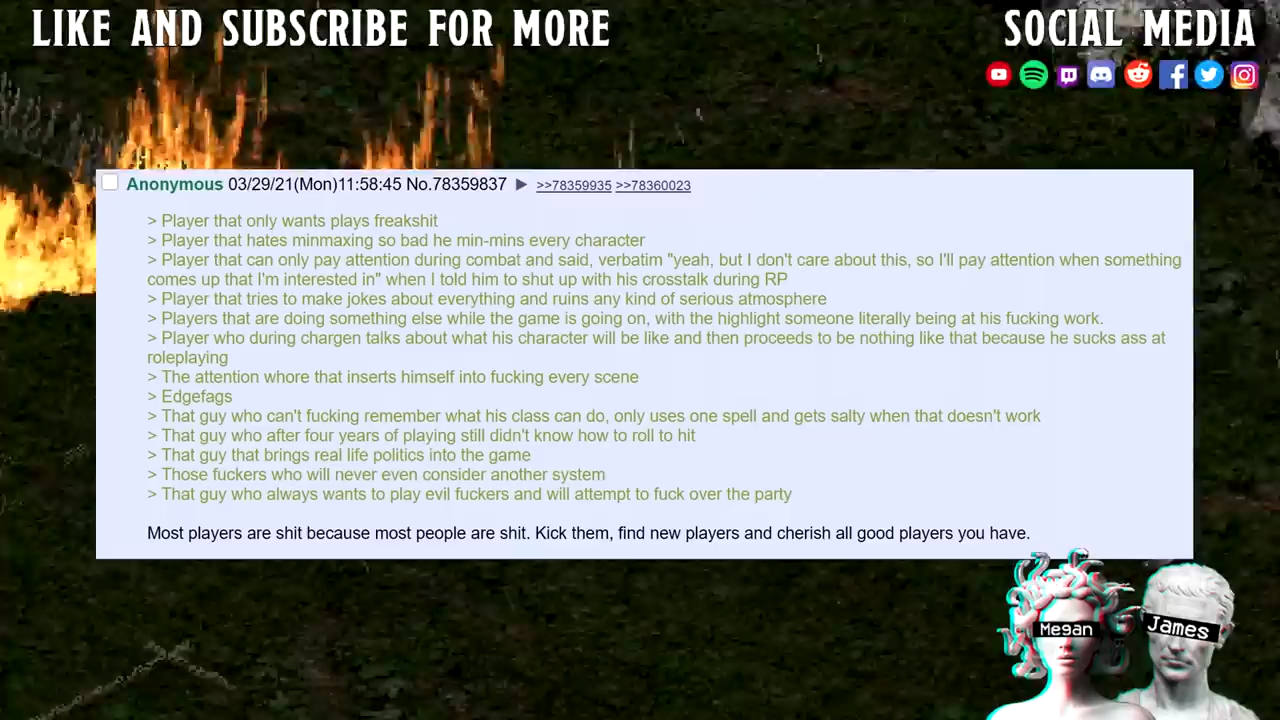 LIKE AND SUBSCRIBE FOR MORE
SOCIAL MEDIA
Anonymous 03/29/21(Mon)11:58:45 No.78359837 ▶ >>78359935 >>78360023
> Player that only wants plays freakshit
> Player that hates minmaxing so bad he min-mins every character
> Player that can only pay attention during combat and said, verbatim "yeah, but I don't care about this, so I'll pay attention when something
comes up that I'm interested in" when I told him to shut up with his crosstalk during RP
> Player that tries to make jokes about everything and ruins any kind of serious atmosphere
> Players that are doing something else while the game is going on, with the highlight someone literally being at his fucking work.
> Player who during chargen talks about what his character will be like and then proceeds to be nothing like that because he sucks ass at
roleplaying
> The attention whore that inserts himself into fucking every scene
> Edgefags
> That guy who can't fucking remember what his class can do, only uses one spell and gets salty when that doesn't work
> That guy who after four years of playing still didn't know how to roll to hit
> That guy that brings real life politics into the game
> Those fuckers who will never even consider another system
> That guy who always wants to play evil fuckers and will attempt to fuck over the party
Most players are shit because most people are shit. Kick them, find new players and cherish all good players you have.
Megan
James